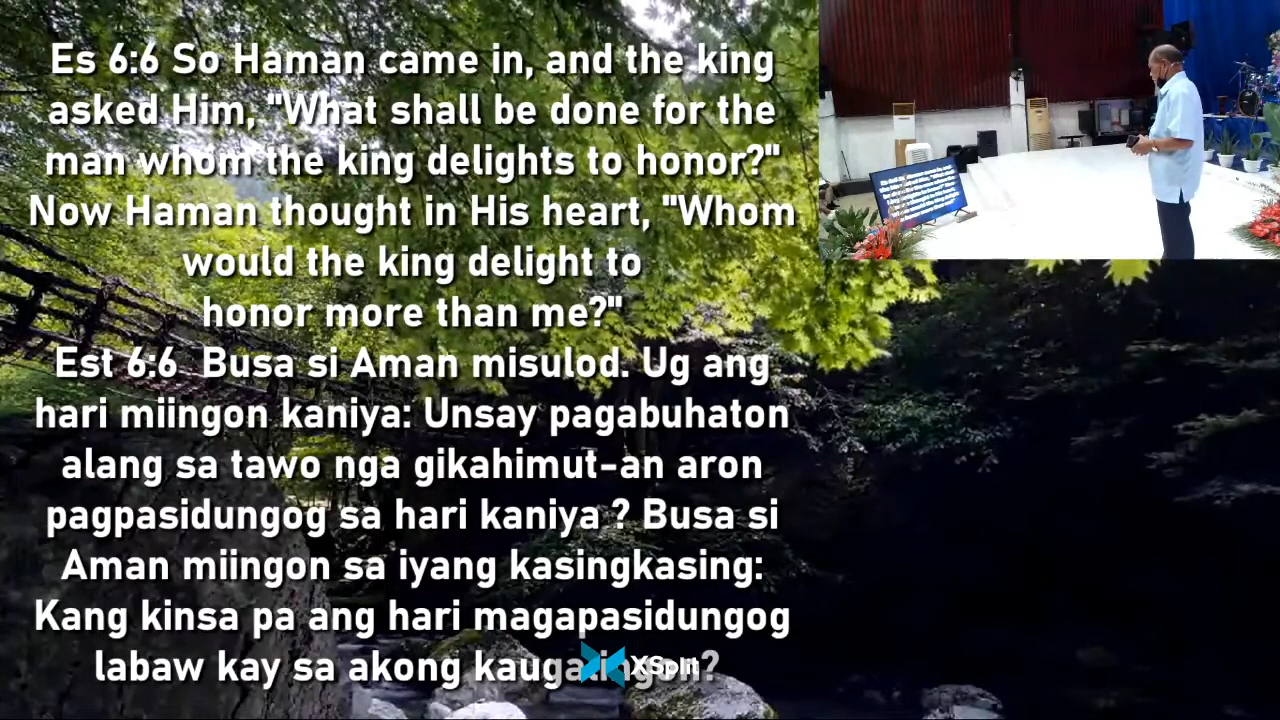 Es 6:6 So Haman came in, and the king
asked Him, "What shall be done for the
man whom the king delights to honor?"
Now Haman thought in His heart, "Whom
would the king delight to
honor more than me?"
Est 6:6 Busa si Aman misulod. Ug ang
hari miingon kaniya: Unsay pagabuhaton
alang sa tawo nga gikahimut-an aron
pagpasidungog sa hari kaniya ? Busa si
Aman miingon sa iyang kasingkasing:
Kang kinsa pa ang hari magapasidungog
labaw kay sa akong kaugalingon?
XSplit